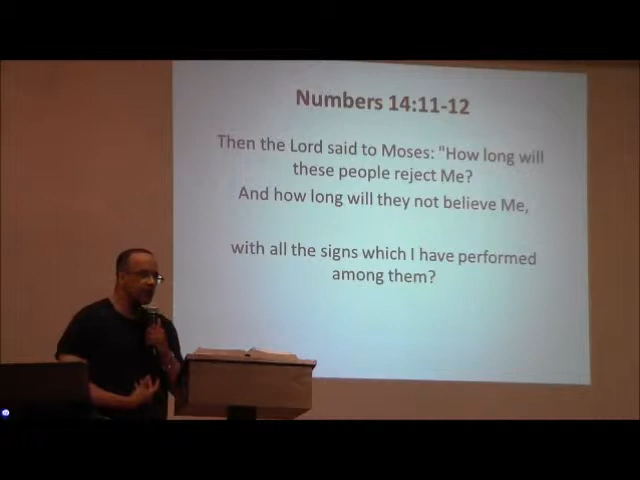 Numbers 14:11-12
Then the Lord said to Moses: "How long will
these people reject Me?
And how long will they not believe Me,
with all the signs which I have performed
among them?